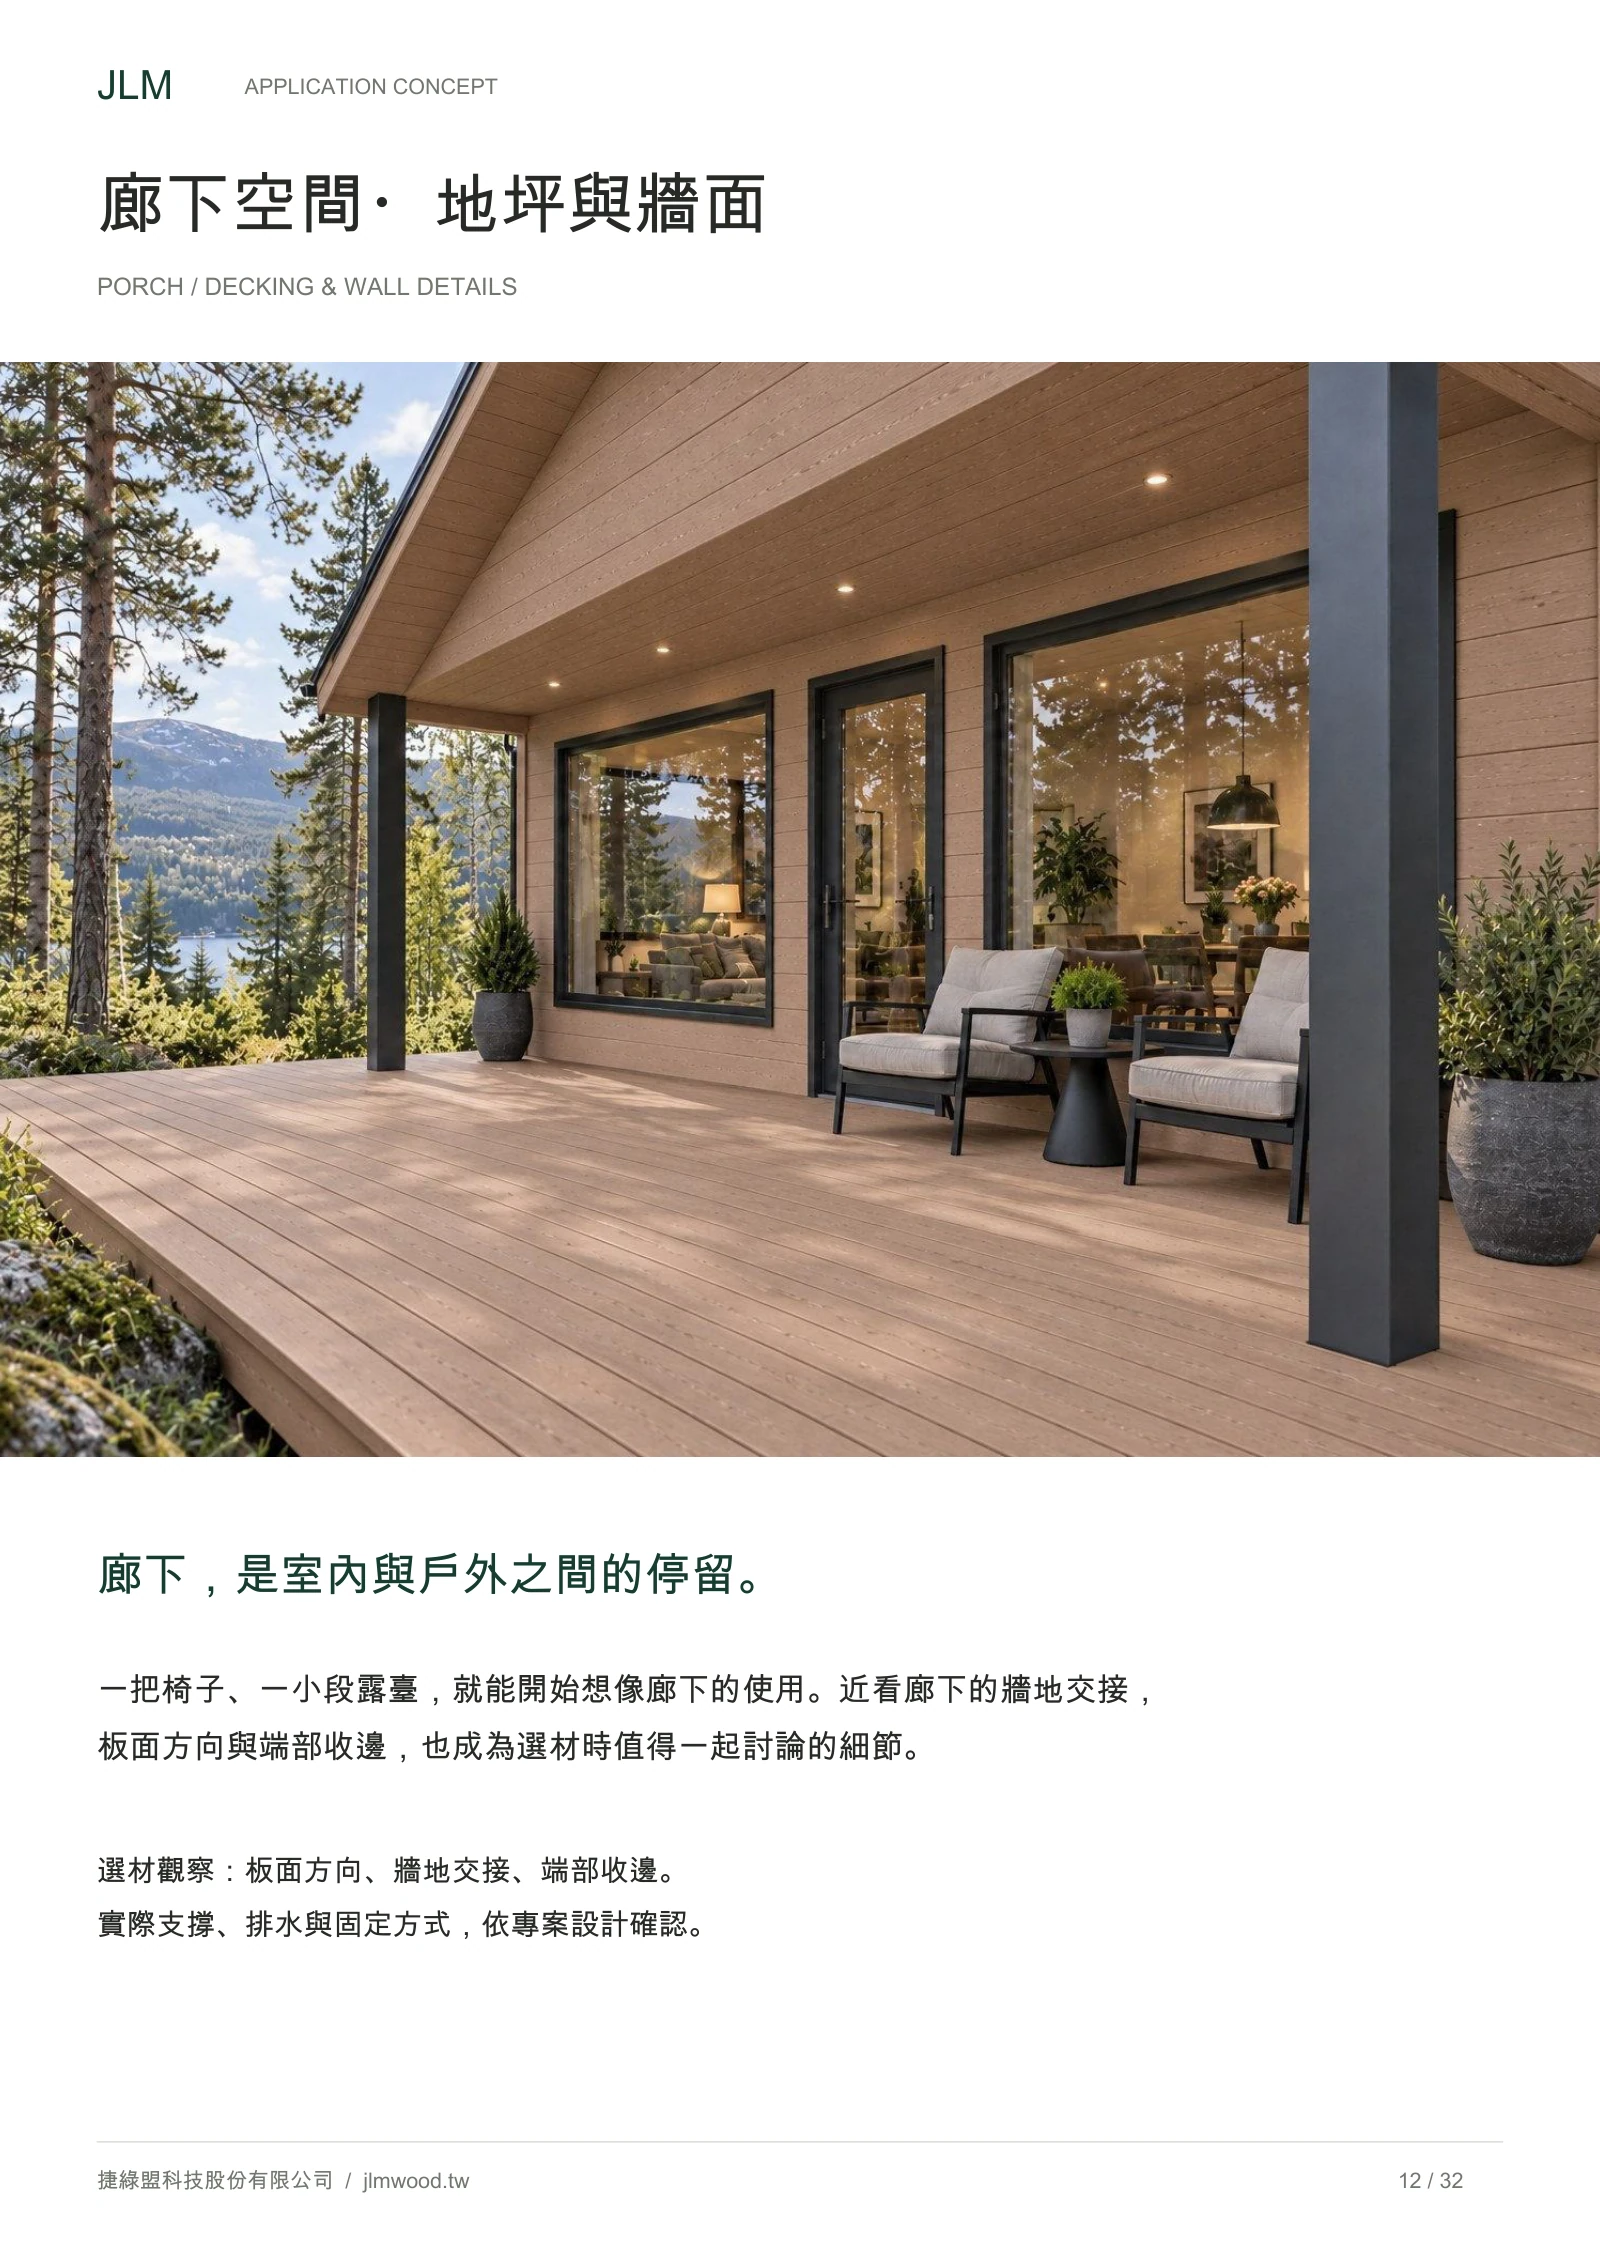 JLM
APPLICATION CONCEPT
廊下空間· 地坪與牆面
PORCH / DECKING & WALL DETAILS
廊下，是室內與戶外之間的停留。
一把椅子、一小段露臺，就能開始想像廊下的使用。近看廊下的牆地交接，
板面方向與端部收邊，也成為選材時值得一起討論的細節。
選材觀察：板面方向、牆地交接、端部收邊。
實際支撐、排水與固定方式，依專案設計確認。
捷綠盟科技股份有限公司 / jlmwood.tw
12 / 32